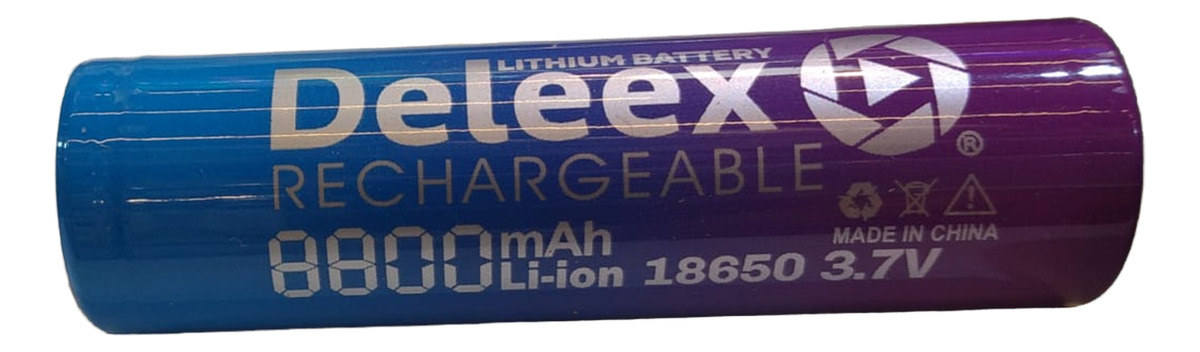 LITHIUM BATTERY
Deleex
®
RECHARGEABLE
MADE IN CHINA
8800mAh
Li-ion 18650 3.7V